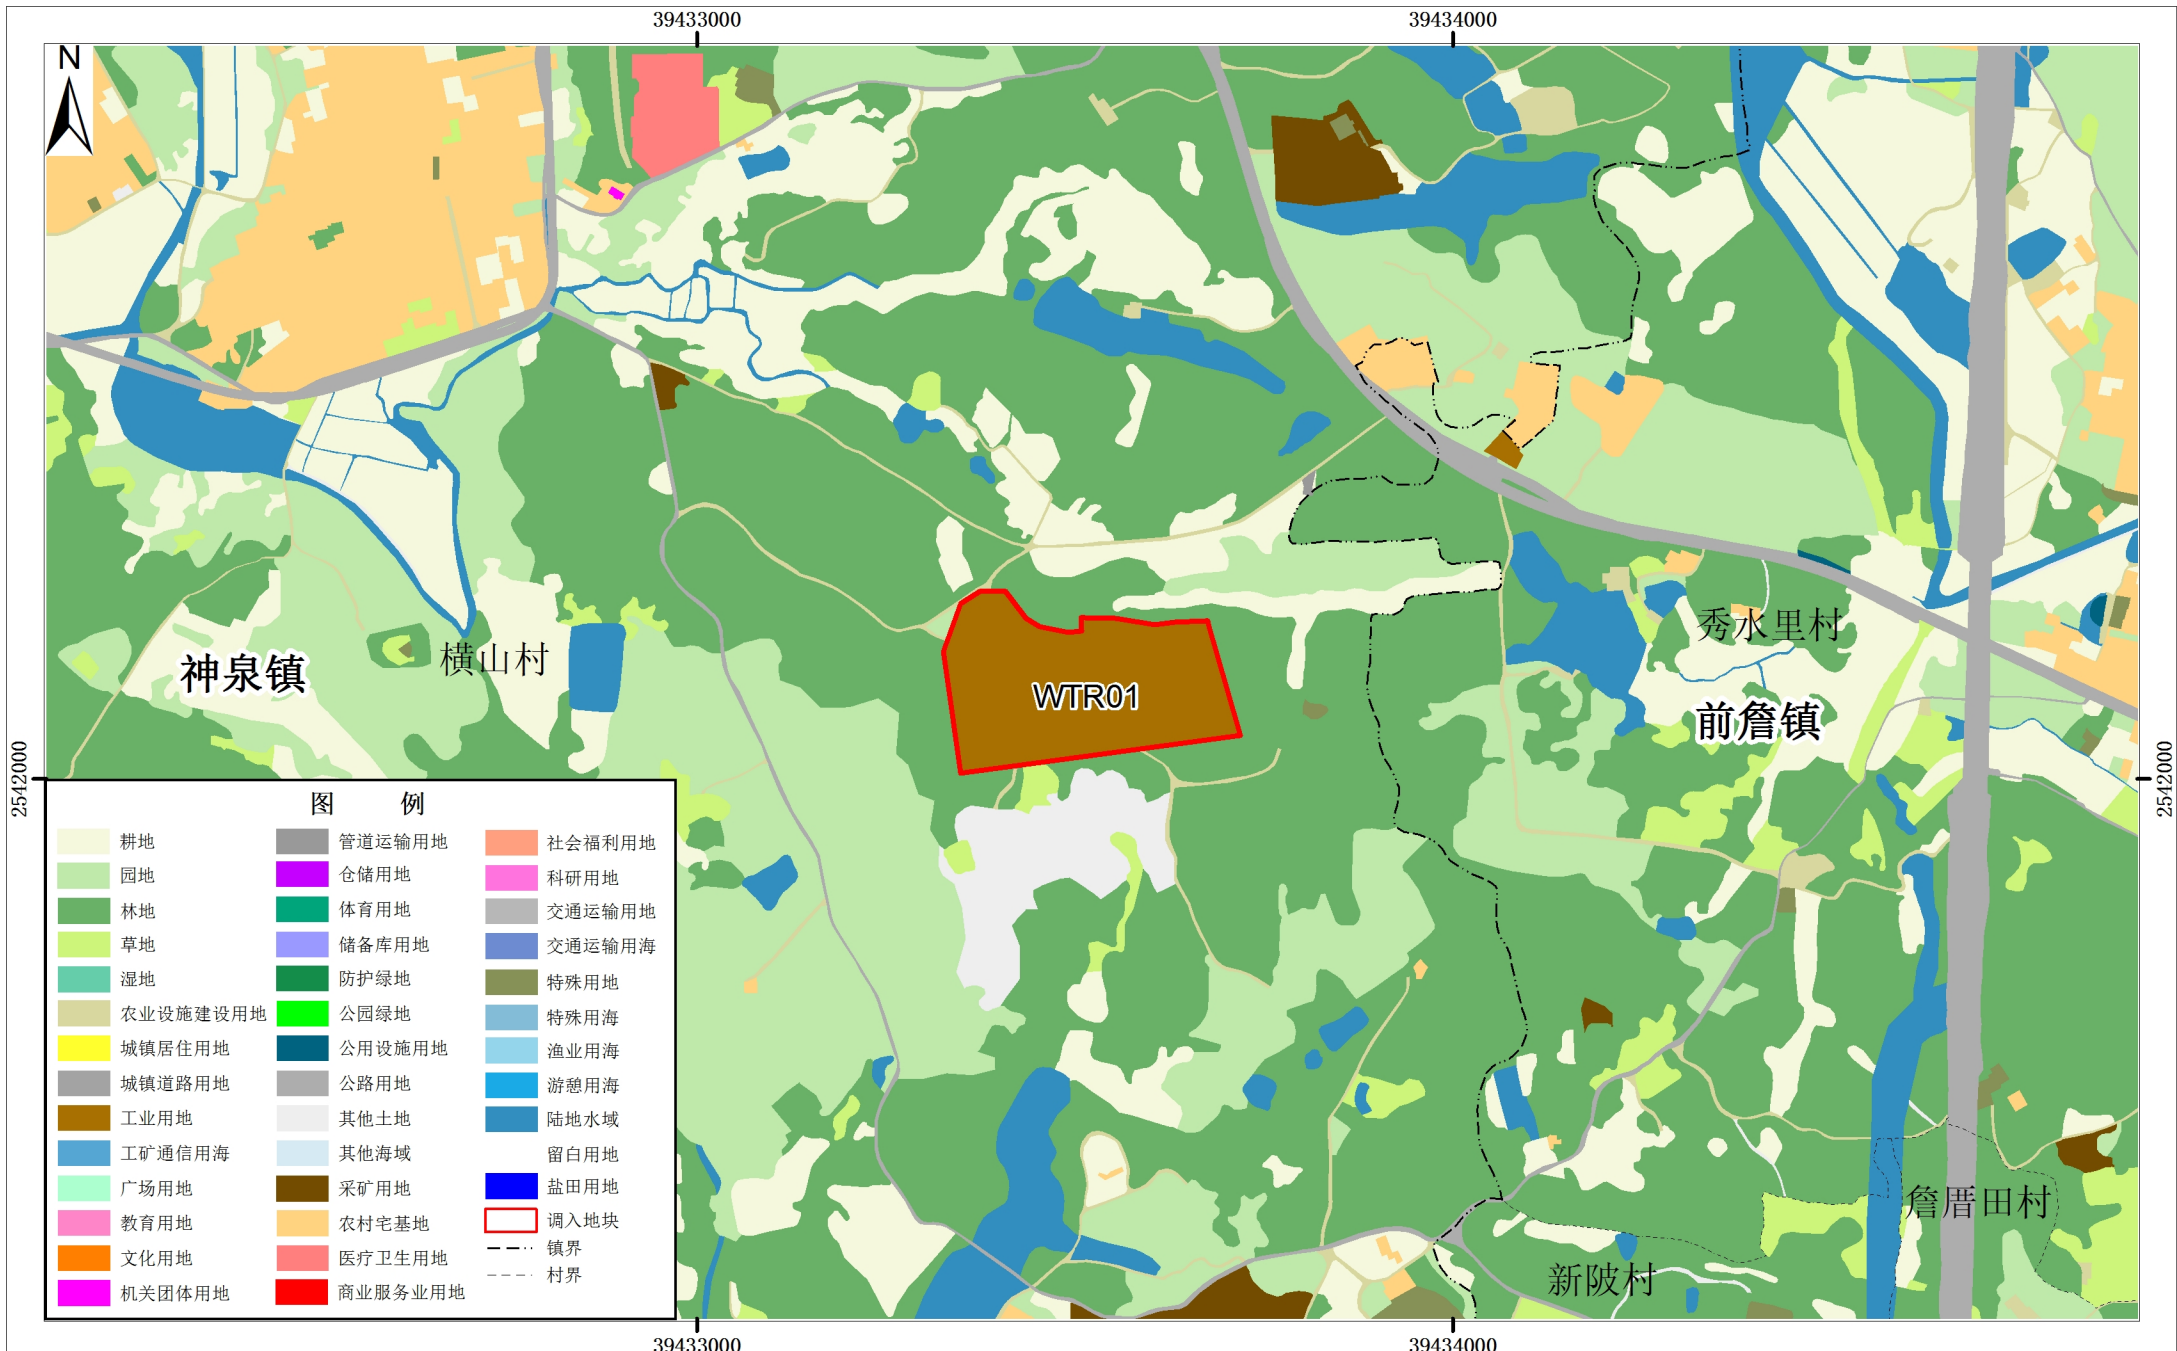 39433000
39434000
N
秀水里村
横山村
神泉镇
WTR01
前詹镇
2542000
2542000
图 例
耕地
园地
林地
草地
湿地
农业设施建设用地
城镇居住用地
城镇道路用地
工业用地
工矿通信用海
广场用地
教育用地
文化用地
机关团体用地
管道运输用地
仓储用地
体育用地
储备库用地
防护绿地
公园绿地
公用设施用地
公路用地
其他土地
其他海域
采矿用地
农村宅基地
医疗卫生用地
商业服务业用地
社会福利用地
科研用地
交通运输用地
交通运输用海
特殊用地
特殊用海
渔业用海
游憩用海
陆地水域
留白用地
盐田用地
调入地块
镇界
村界
詹厝田村
新陂村
39433000
39434000